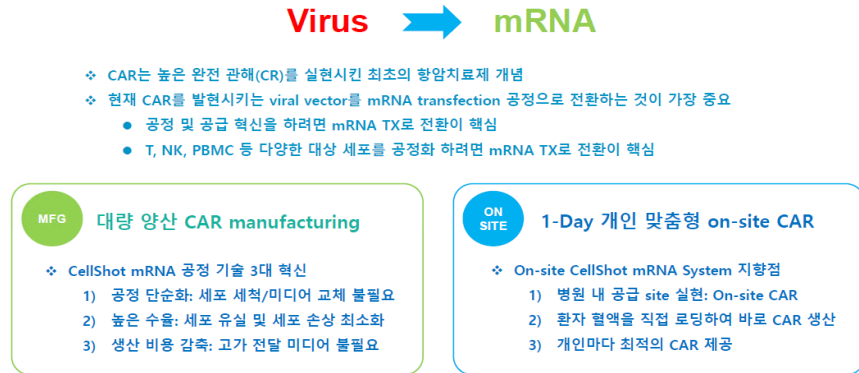 Virus mRNA
❖ CAR는 높은 완전 관해(CR)를 실현시킨 최초의 항암치료제 개념
❖ 현재 CAR를 발현시키는 viral vector를 mRNA transfection 공정으로 전환하는 것이 가장 중요
● 공정 및 공급 혁신을 하려면 mRNA TX로 전환이 핵심
● T, NK, PBMC 등 다양한 대상 세포를 공정화 하려면 mRNA TX로 전환이 핵심
MFG
대량 양산 CAR manufacturing
❖ CellShot mRNA 공정 기술 3대 혁신
1) 공정 단순화: 세포 세척/미디어 교체 불필요
2) 높은 수율: 세포 유실 및 세포 손상 최소화
3) 생산 비용 감축: 고가 전달 미디어 불필요
ON
SITE
1-Day 개인 맞춤형 on-site CAR
❖ On-site CellShot mRNA System 지향점
1) 병원 내 공급 site 실현: On-site CAR
2) 환자 혈액을 직접 로딩하여 바로 CAR 생산
3) 개인마다 최적의 CAR 제공